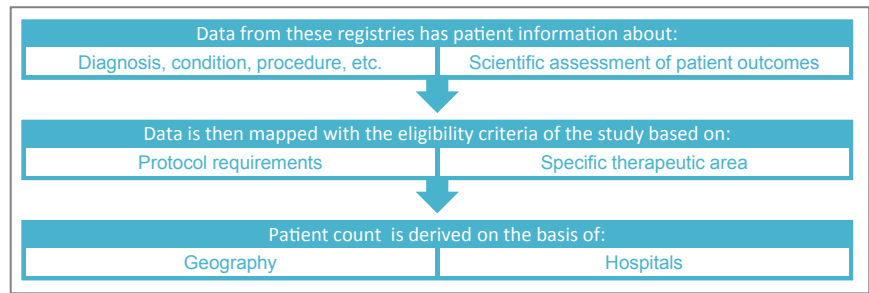 Data from these registries has patient information about:
Diagnosis, condition, procedure, etc.
Scientific assessment of patient outcomes
Data is then mapped with the eligibility criteria of the study based on:
Protocol requirements
Specific therapeutic area
Patient count is derived on the basis of:
Geography
Hospitals